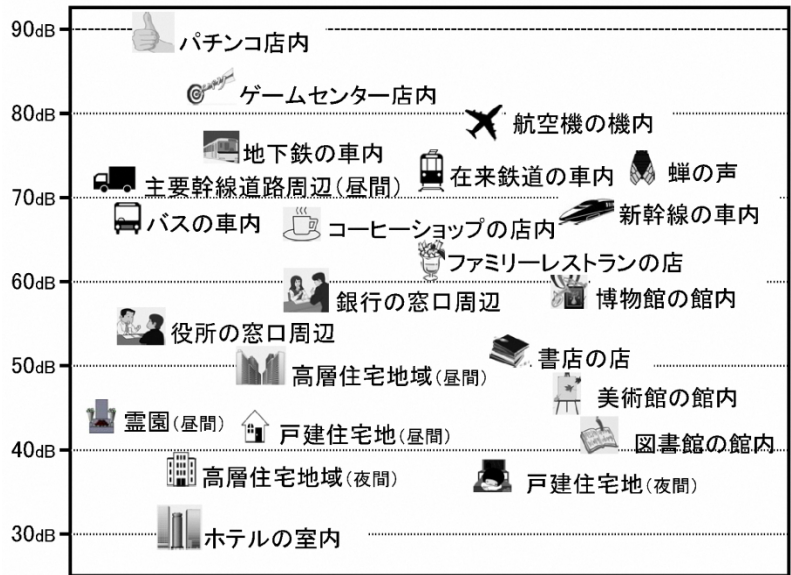 90dB
パチンコ店内
ゲームセンター店内
80dB
航空機の機内
地下鉄の車内
在来鉄道の車内
蝉の声
主要幹線道路周辺(昼間)
70dB
バスの車内
コーヒーショップの店内
新幹線の車内
ファミリーレストランの店
60dB
銀行の窓口周辺
博物館の館内
役所の窓口周辺
50dB
書店の店
高層住宅地域(昼間)
美術館の館内
霊園(昼間)
戸建住宅地(昼間)
図書館の館内
40dB
高層住宅地域(夜間)
戸建住宅地(夜間)
30dB
ホテルの室内